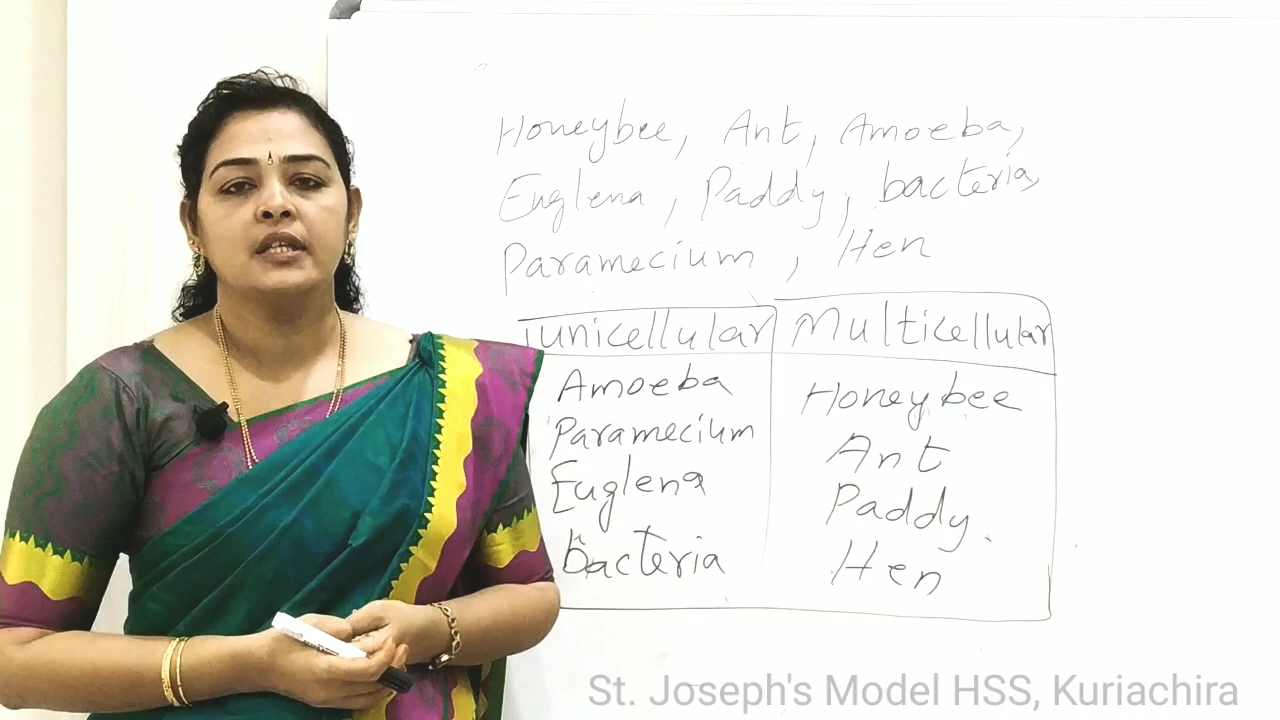 Honeybee, Ant, Amoeba,
Euglena, Paddy, bacteria,
Paramecium, Hen
unicellular Multicellular
Amoeba Honeybee
Paramecium Ant
Euglena Paddy.
bacteria Hen
St. Joseph's Model HSS, Kuriachira